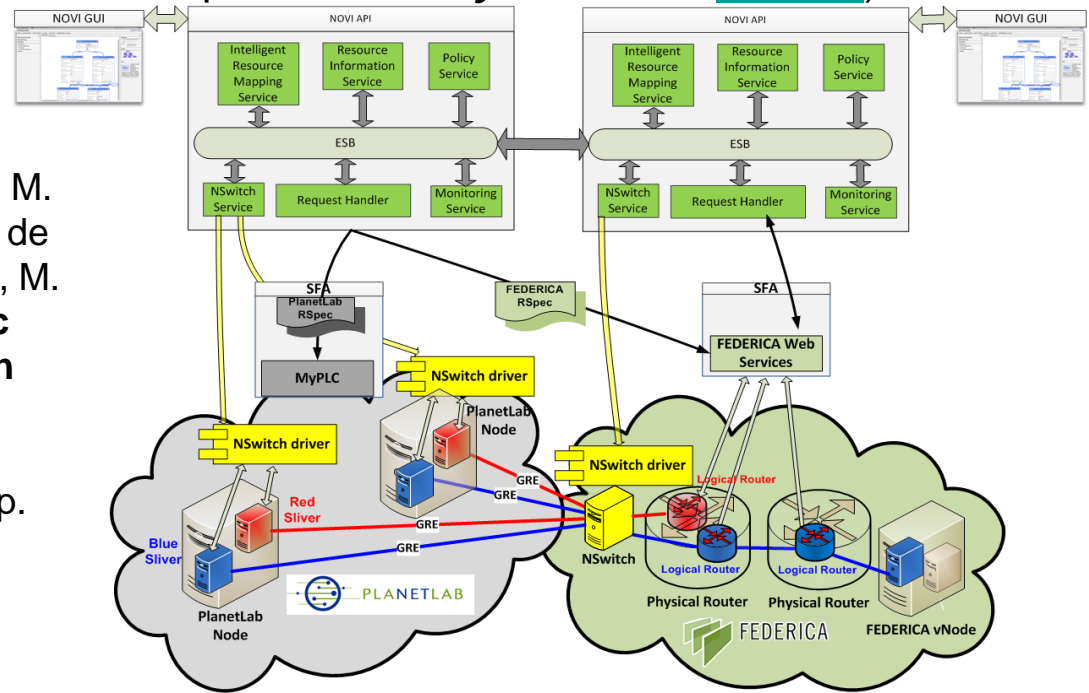 NOVI GUI
NOVI API
NOVI API
NOVI GUI
Intelligent
Resource
Mapping
Service
Resource
Information
Service
Policy
Service
Intelligent
Resource
Mapping
Service
Resource
Information
Service
Policy
Service
ESB
ESB
NSwitch
Service
Request Handler
Monitoring
Service
NSwitch
Service
Request Handler
Monitoring
Service
M.
de
, M.
c
n
p.
SFA
PlanetLab
RSpec
MyPLC
FEDERICA
RSpec
SFA
FEDERICA Web
Services
NSwitch driver
PlanetLab
Node
NSwitch driver
NSwitch driver
GRE
GRE
GRE
GRE
Red
Sliver
Blue
Sliver
PlanetLab
Node
PLANETLAB
NSwitch
Logical Router
Logical Router
Logical Router
Physical Router
Physical Router
FEDERICA
FEDERICA vNode